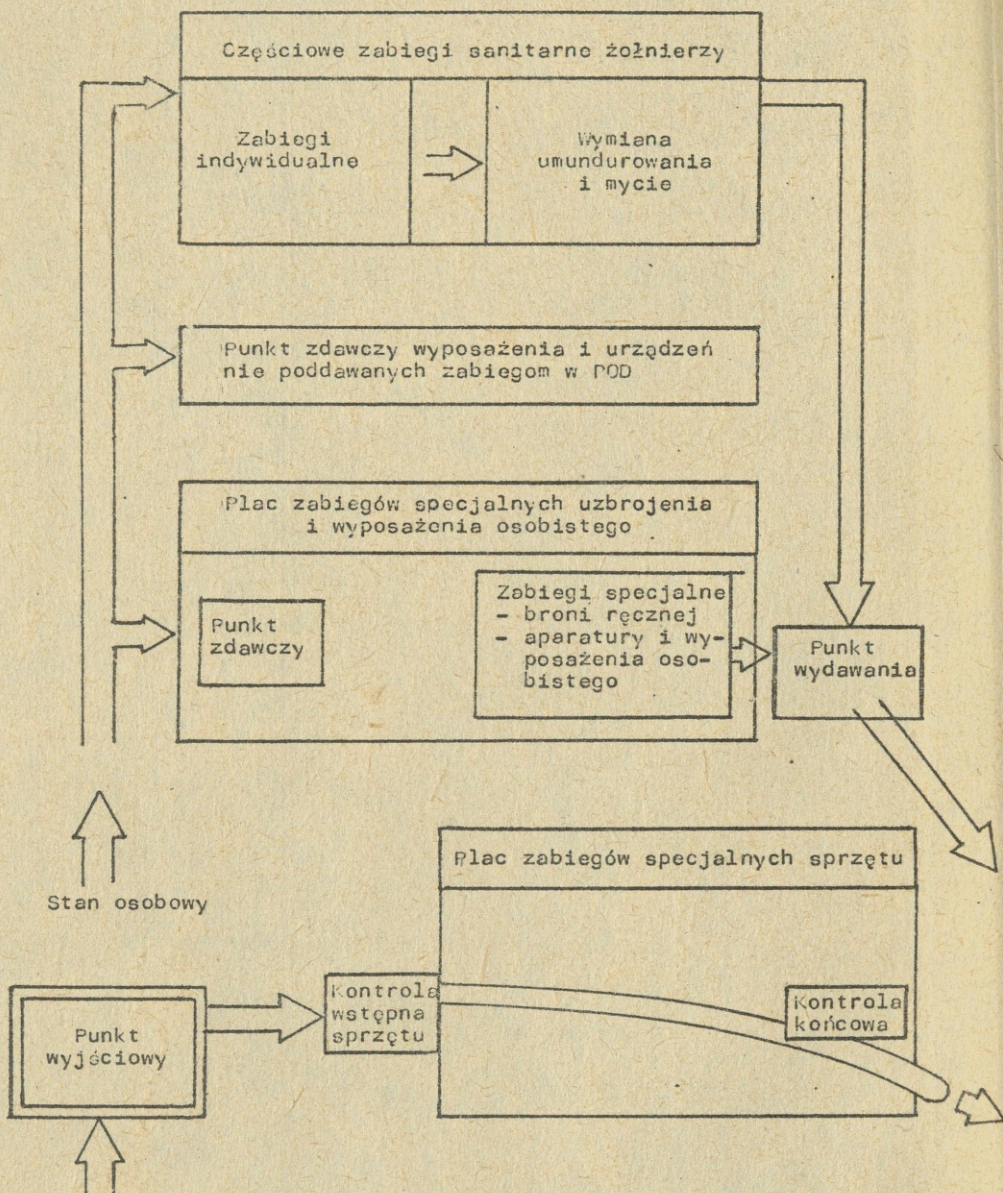 Częściowe zabiegi sanitarne żołnierzy
Zabiegi
indywidualne
Wymiana
umundurowania
i mycie
Punkt zdawczy wyposażenia i urządzeń
nie poddawanych zabiegom w POD
Plac zabiegów specjalnych uzbrojenia
i wyposażenia osobistego
Punkt
zdawczy
Zabiegi specjalne
- broni ręcznej
- aparatury i wy-
posażenia oso-
bistego
Punkt
wydawania
Stan osobowy
Plac zabiegów specjalnych sprzętu
Kontrola
wstępna
sprzętu
Kontrola
końcowa
Punkt
wyjściowy